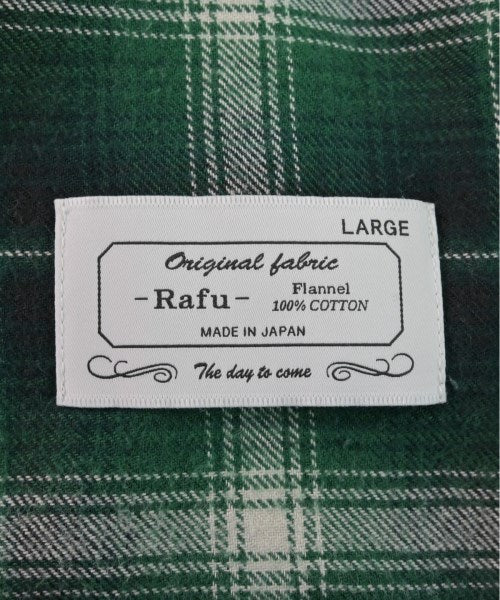 LARGE
Original fabric
-Rafu- Flannel
100% COTTON
MADE IN JAPAN
The day to come